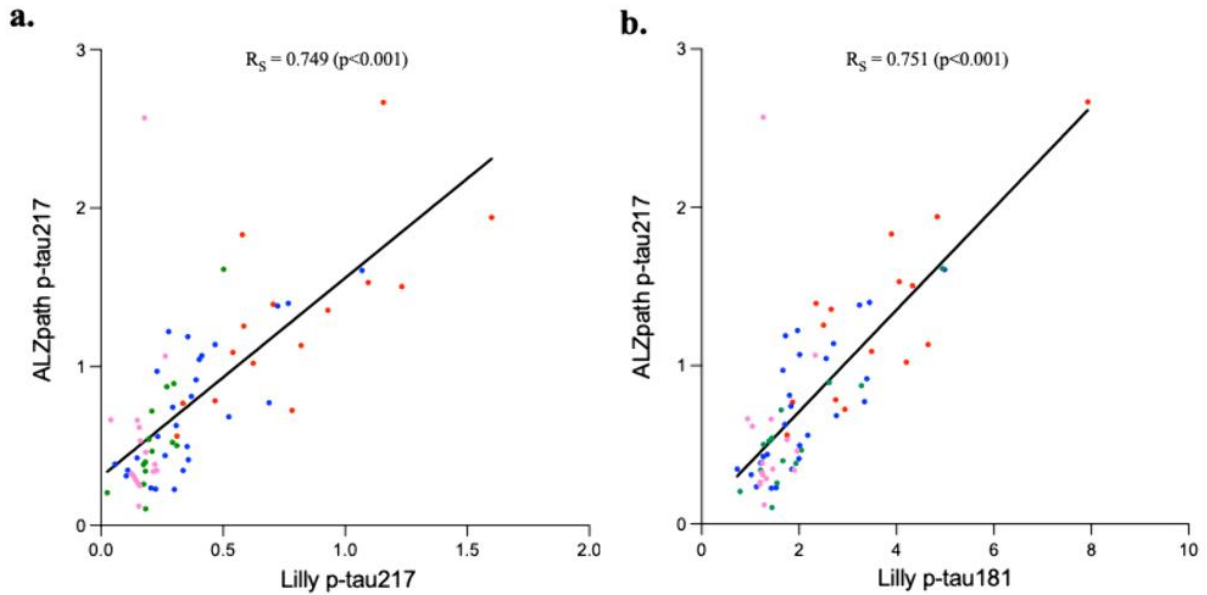 a.
R_S = 0.749 (p<0.001)
3
2
1
0
ALZpath p-tau217
0.0
0.5
1.0
1.5
2.0
Lilly p-tau217
b.
R_S = 0.751 (p<0.001)
3
2
1
0
ALZpath p-tau217
0
2
4
6
8
10
Lilly p-tau181